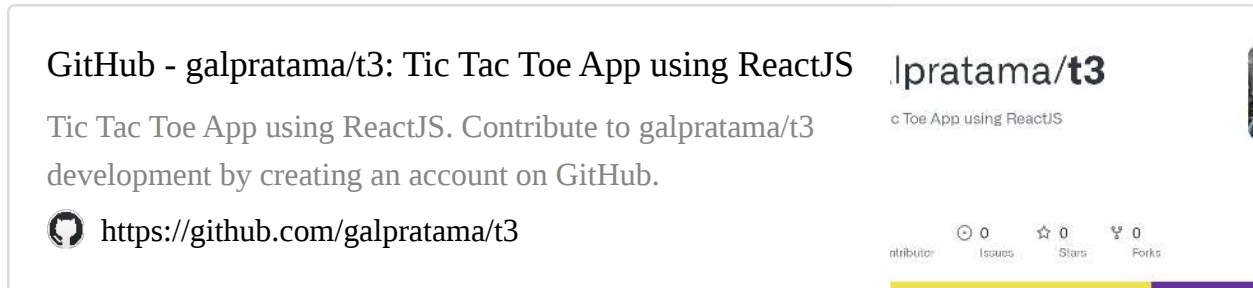 GitHub - galpratama/t3: Tic Tac Toe App using ReactJS
Tic Tac Toe App using ReactJS. Contribute to galpratama/t3
development by creating an account on GitHub.
https://github.com/galpratama/t3
lpratama/t3
c Toe App using ReactJS
0 0 0
ntributor Issues Stars Forks